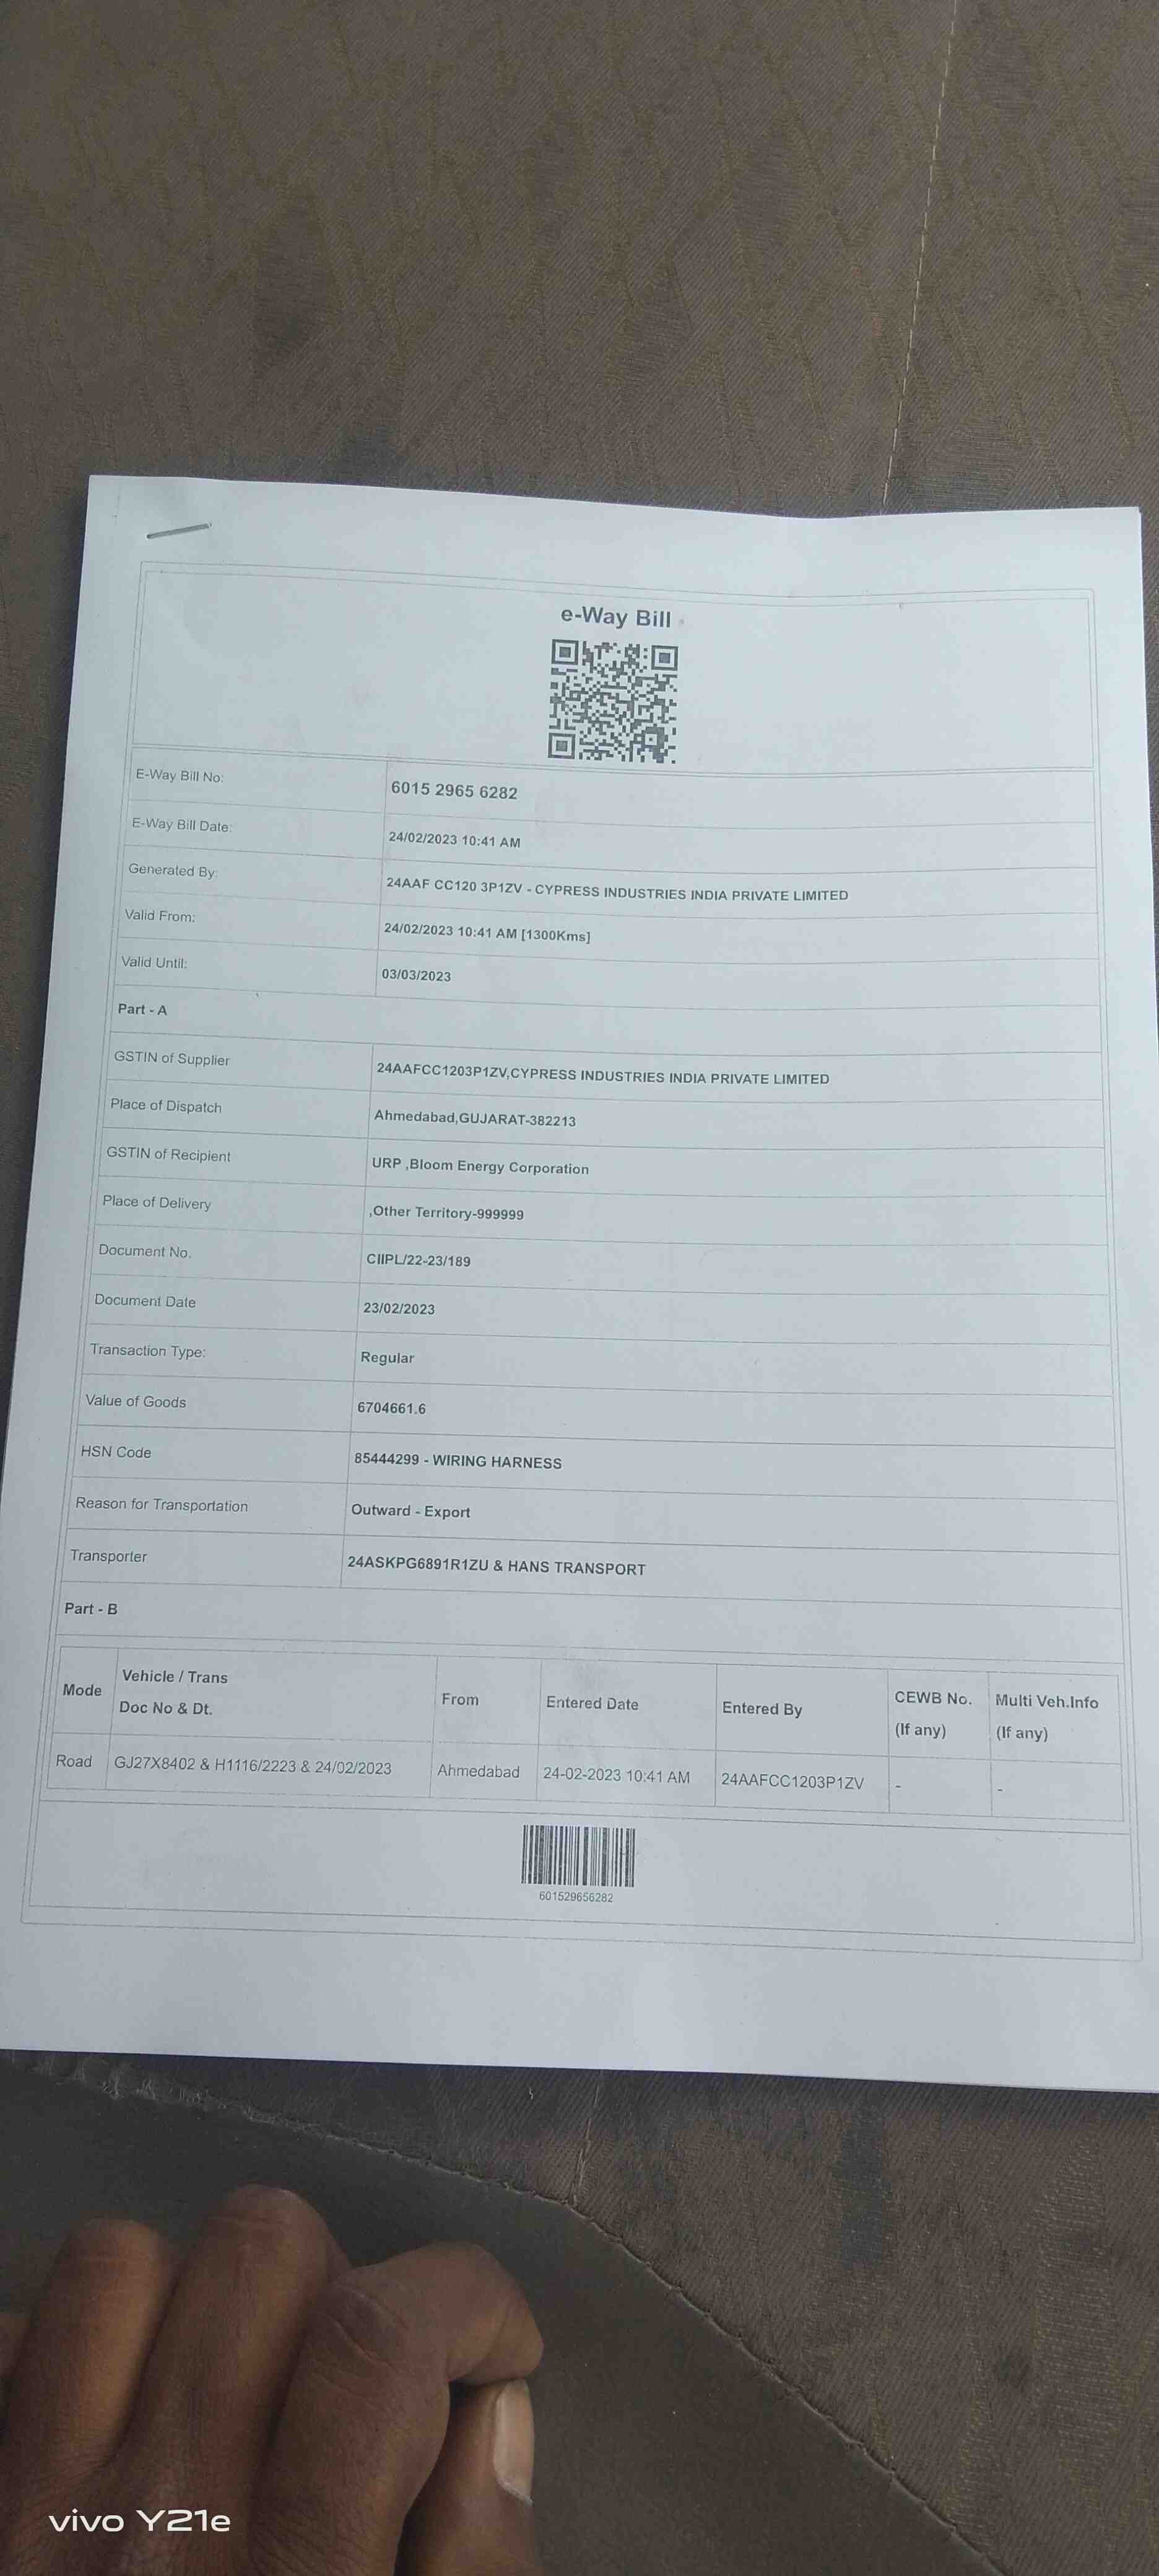 e-Way Bill
E-Way Bill No: 6015 2965 6282
E-Way Bill Date: 24/02/2023 10:41 AM
Generated By: 24AAF CC120 3P1ZV - CYPRESS INDUSTRIES INDIA PRIVATE LIMITED
Valid From: 24/02/2023 10:41 AM [1300Kms]
Valid Until: 03/03/2023
Part - A
GSTIN of Supplier 24AAFCC1203P1ZV,CYPRESS INDUSTRIES INDIA PRIVATE LIMITED
Place of Dispatch Ahmedabad,GUJARAT-382213
GSTIN of Recipient URP ,Bloom Energy Corporation
Place of Delivery ,Other Territory-999999
Document No. CIIPL/22-23/189
Document Date 23/02/2023
Transaction Type: Regular
Value of Goods 6704661.6
HSN Code 85444299 - WIRING HARNESS
Reason for Transportation Outward - Export
Transporter 24ASKPG6891R1ZU & HANS TRANSPORT
Part - B
Mode Vehicle / Trans Doc No & Dt. From Entered Date Entered By CEWB No. (If any) Multi Veh.Info (If any)
Road GJ27X8402 & H1116/2223 & 24/02/2023 Ahmedabad 24-02-2023 10:41 AM 24AAFCC1203P1ZV - -
601529656282
vivo Y21e